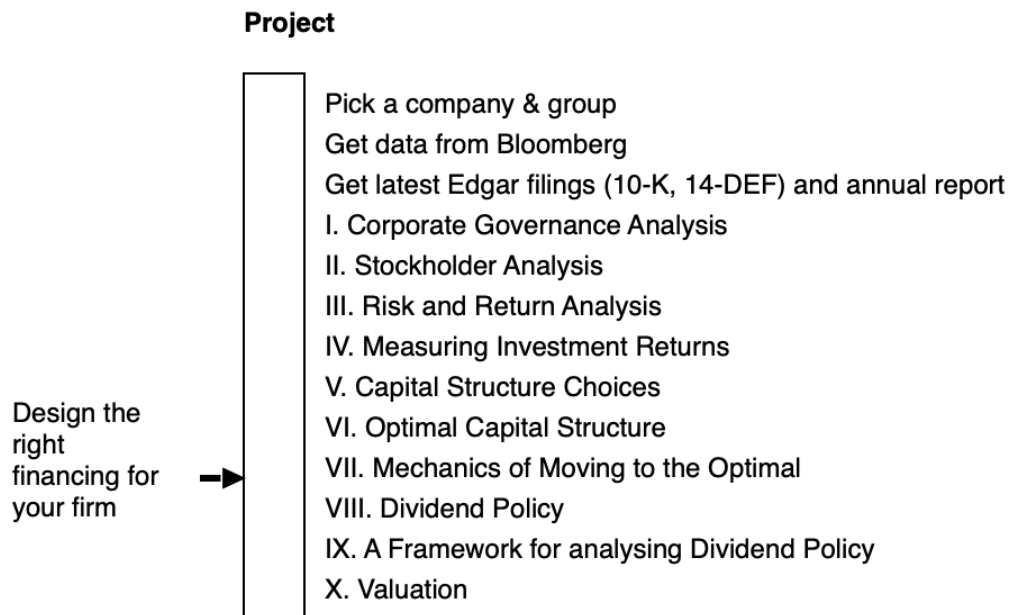 Project
Pick a company & group
Get data from Bloomberg
Get latest Edgar filings (10-K, 14-DEF) and annual report
I. Corporate Governance Analysis
II. Stockholder Analysis
III. Risk and Return Analysis
IV. Measuring Investment Returns
V. Capital Structure Choices
VI. Optimal Capital Structure
VII. Mechanics of Moving to the Optimal
VIII. Dividend Policy
IX. A Framework for analysing Dividend Policy
X. Valuation
Design the
right
financing for
your firm